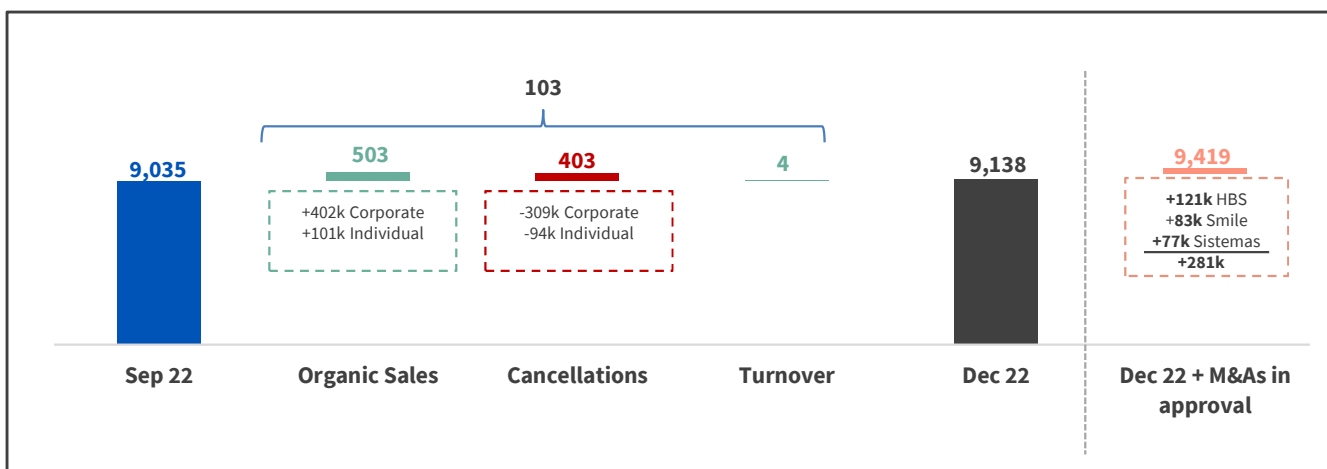 103
9,035
503
403
4
9,138
9,419
+402k Corporate
+101k Individual
-309k Corporate
-94k Individual
+121k HBS
+83k Smile
+77k Sistemas
+281k
Sep 22
Organic Sales
Cancellations
Turnover
Dec 22
Dec 22 + M&As in
approval